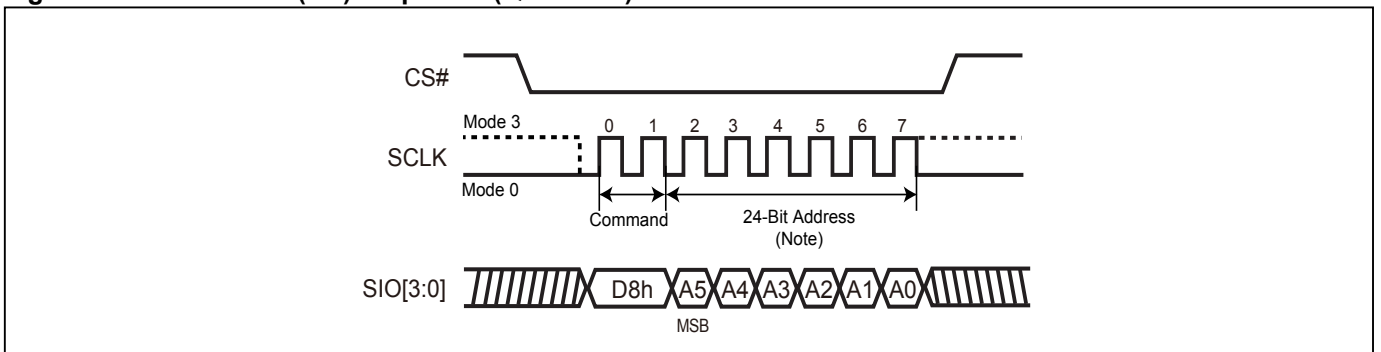 CS#
Mode 3
0 1 2 3 4 5 6 7
SCLK
Mode 0
Command
24-Bit Address
(Note)
SIO[3:0]
D8h A5 A4 A3 A2 A1 A0
MSB